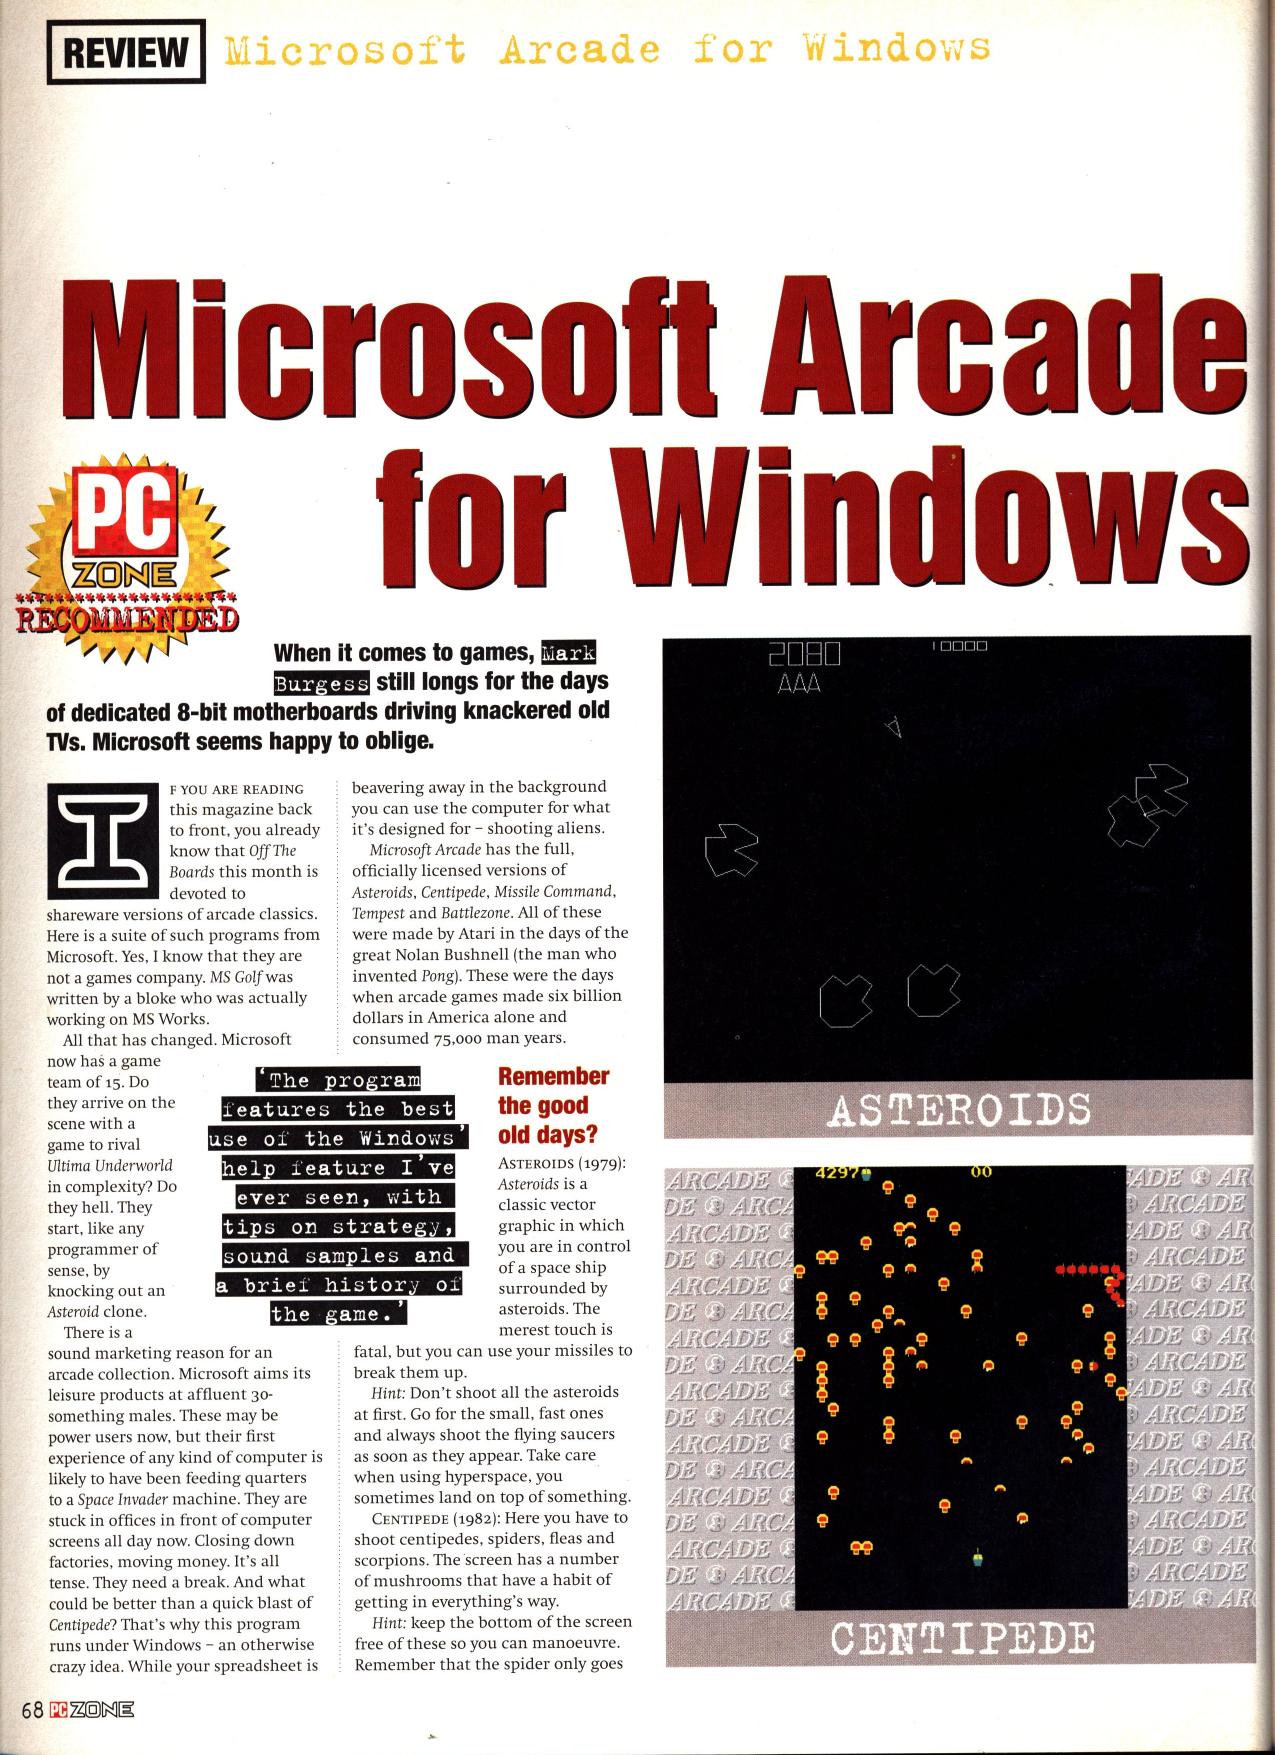 REVIEW Microsoft Arcade for Windows
Microsoft Arcade
for Windows
PC
ZONE
RECOMMENDED
When it comes to games, Mark
Burgess still longs for the days
of dedicated 8-bit motherboards driving knackered old
TVs. Microsoft seems happy to oblige.
IF YOU ARE READING
this magazine back
to front, you already
know that Off The
Boards this month is
devoted to
shareware versions of arcade classics.
Here is a suite of such programs from
Microsoft. Yes, I know that they are
not a games company. MS Golf was
written by a bloke who was actually
working on MS Works.
All that has changed. Microsoft
now has a game
team of 15. Do
they arrive on the
scene with a
game to rival
Ultima Underworld
in complexity? Do
they hell. They
start, like any
programmer of
sense, by
knocking out an
Asteroid clone.
There is a
sound marketing reason for an
arcade collection. Microsoft aims its
leisure products at affluent 30-
something males. These may be
power users now, but their first
experience of any kind of computer is
likely to have been feeding quarters
to a Space Invader machine. They are
stuck in offices in front of computer
screens all day now. Closing down
factories, moving money. It's all
tense. They need a break. And what
could be better than a quick blast of
Centipede? That's why this program
runs under Windows – an otherwise
crazy idea. While your spreadsheet is
beavering away in the background
you can use the computer for what
it's designed for – shooting aliens.
Microsoft Arcade has the full,
officially licensed versions of
Asteroids, Centipede, Missile Command,
Tempest and Battlezone. All of these
were made by Atari in the days of the
great Nolan Bushnell (the man who
invented Pong). These were the days
when arcade games made six billion
dollars in America alone and
consumed 75,000 man years.
'The program
features the best
use of the Windows'
help feature I've
ever seen, with
tips on strategy,
sound samples and
a brief history of
the game.'
Remember
the good
old days?
ASTEROIDS (1979):
Asteroids is a
classic vector
graphic in which
you are in control
of a space ship
surrounded by
asteroids. The
merest touch is
fatal, but you can use your missiles to
break them up.
Hint: Don't shoot all the asteroids
at first. Go for the small, fast ones
and always shoot the flying saucers
as soon as they appear. Take care
when using hyperspace, you
sometimes land on top of something.
CENTIPEDE (1982): Here you have to
shoot centipedes, spiders, fleas and
scorpions. The screen has a number
of mushrooms that have a habit of
getting in everything's way.
Hint: keep the bottom of the screen
free of these so you can manoeuvre.
Remember that the spider only goes
2080 10000
AAA
ASTEROIDS
4297 00
CENTIPEDE
68 PC ZONE